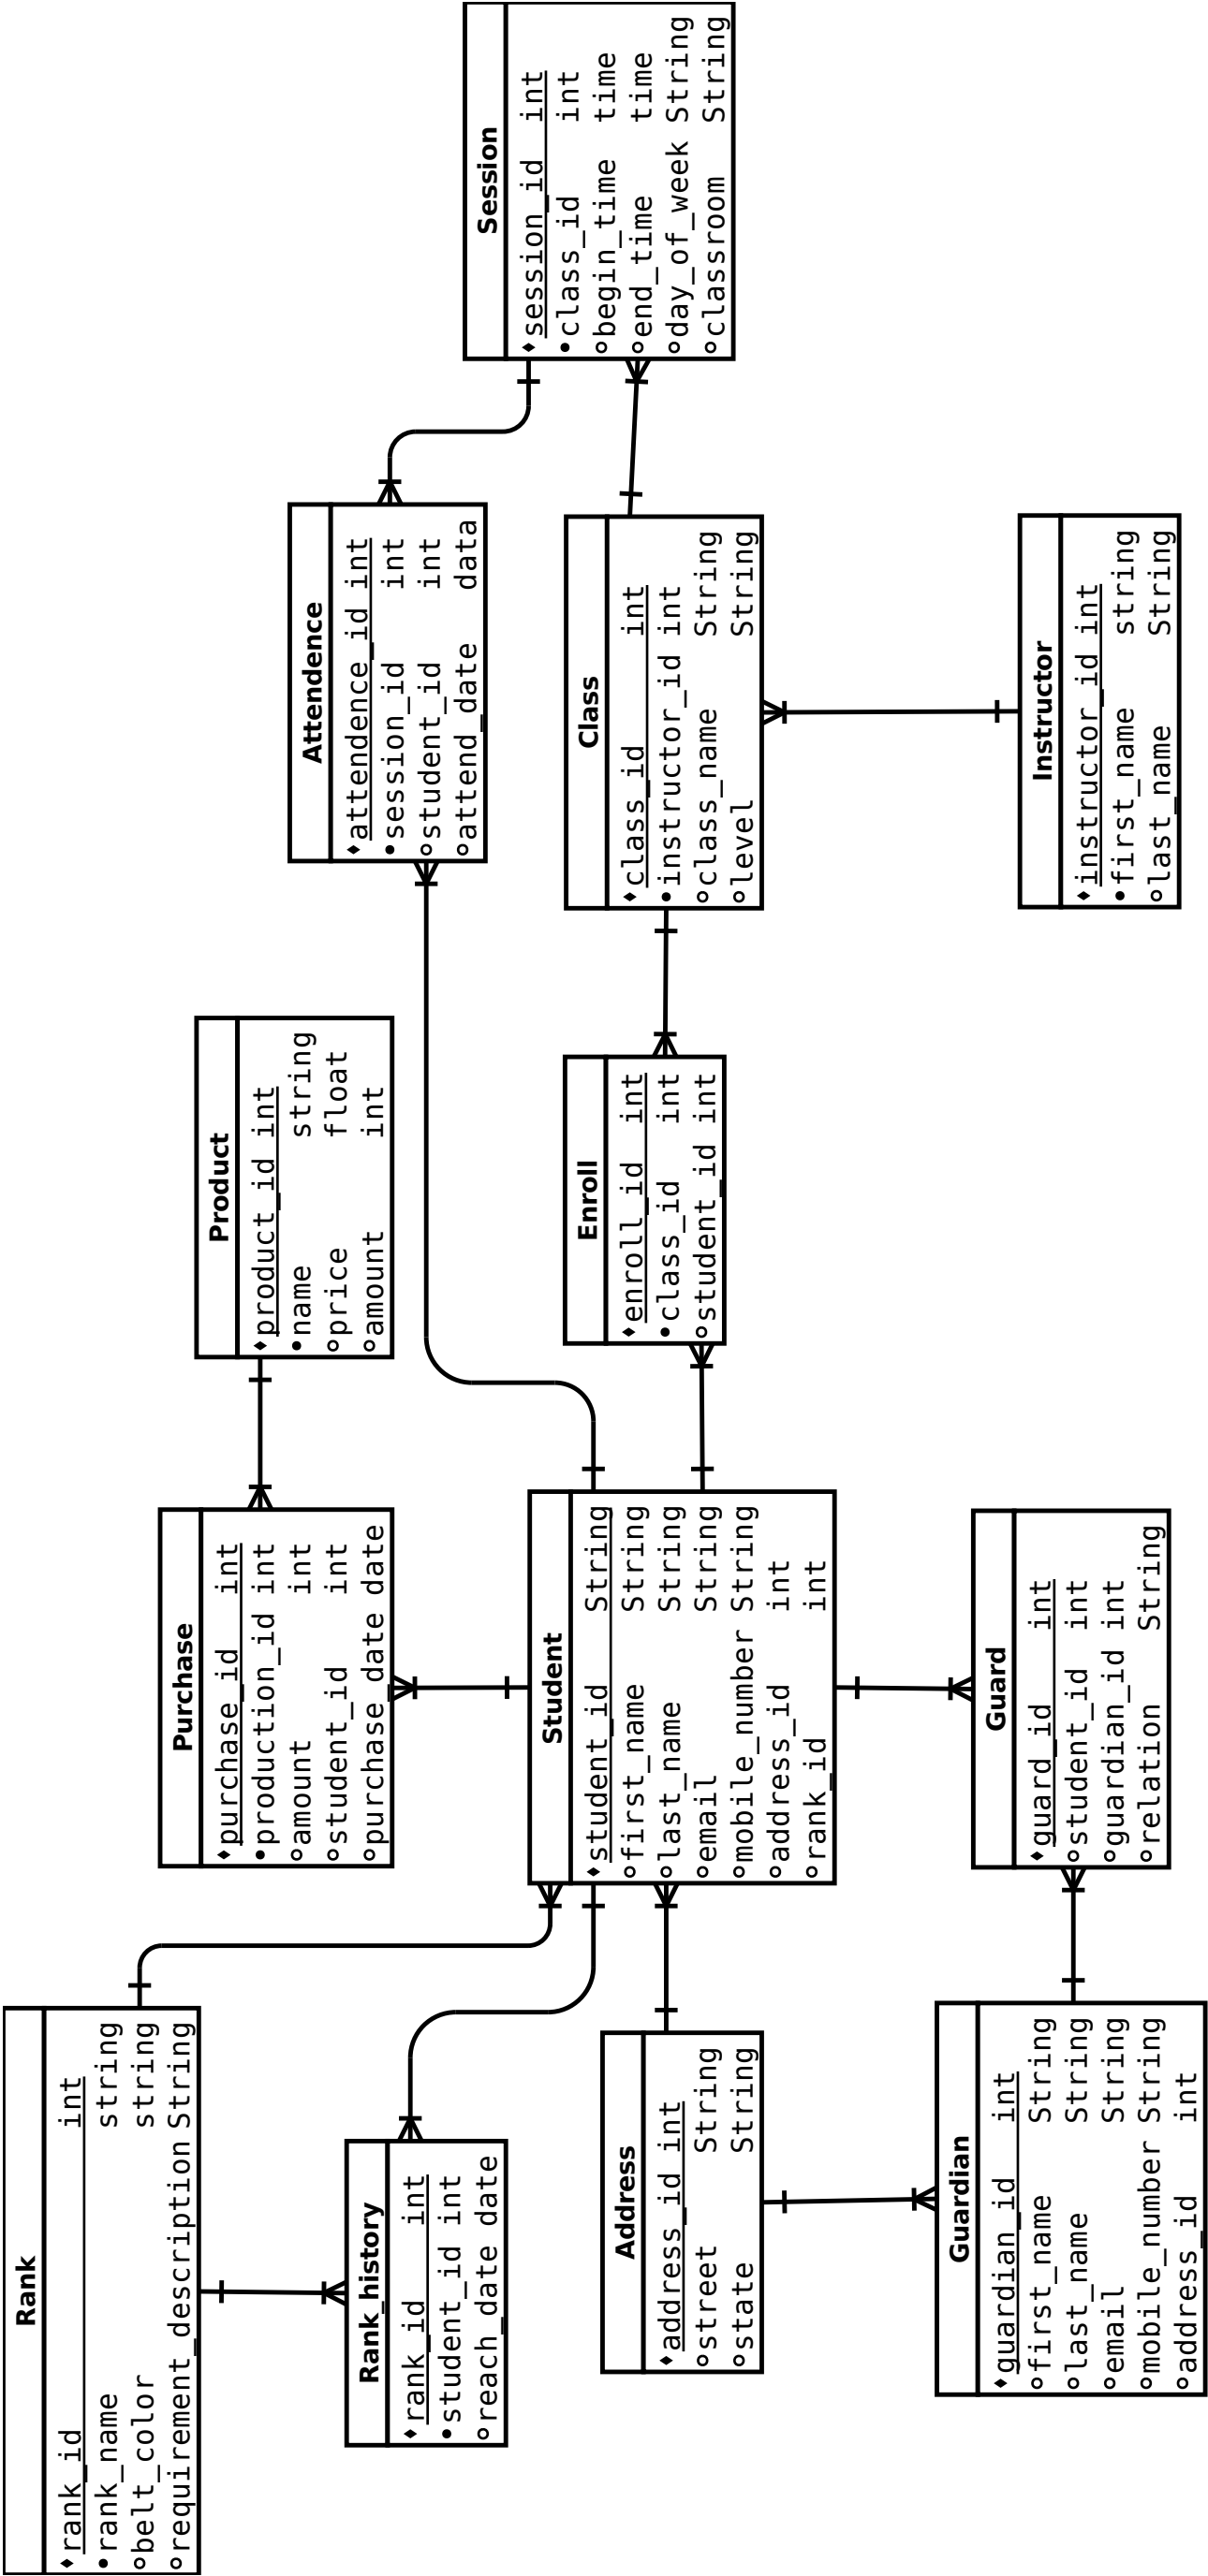 Rank
rank_id int
rank_name string
belt_color string
requirement_description String
Rank_history
rank_id int
student_id int
reach_date date
Address
address_id int
street String
state String
Guardian
guardian_id int
first_name String
last_name String
email String
mobile_number String
address_id int
Purchase
purchase_id int
production_id int
amount int
student_id int
purchase_date date
Student
student_id String
first_name String
last_name String
email String
mobile_number String
address_id int
rank_id int
Guard
guard_id int
student_id int
guardian_id int
relation String
Product
product_id int
name string
price float
amount int
Enroll
enroll_id int
class_id int
student_id int
Attendence
attendence_id int
session_id int
student_id int
attend_date data
Class
class_id int
instructor_id int
class_name String
level String
Instructor
instructor_id int
first_name string
last_name String
Session
session_id int
class_id int
begin_time time
end_time time
day_of_week String
classroom String